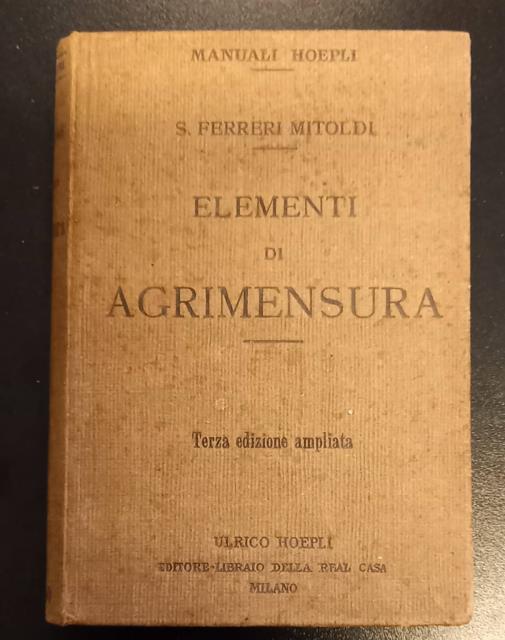 MANUALI HOEPLI
S. FERRERI MITOLDI
ELEMENTI
DI
AGRIMENSURA
Terza edizione ampliata
ULRICO HOEPLI
EDITORE-LIBRAIO DELLA REAL CASA
MILANO